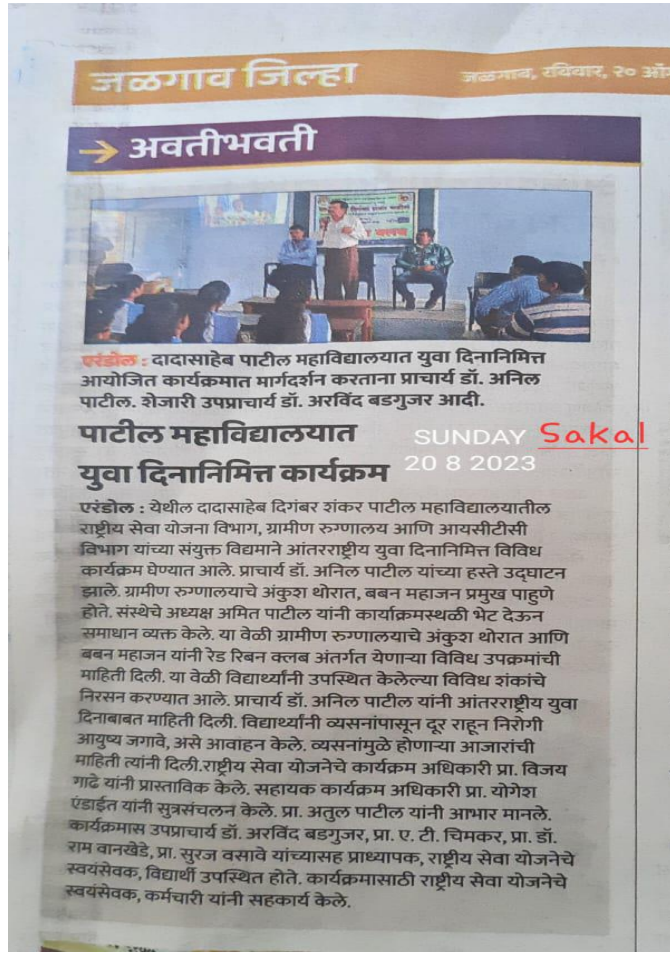 जळगाव जिल्हा
जळगाव, रविवार, २०
अवतीभवती
एरंडोल : दादासाहेब पाटील महाविद्यालयात युवा दिनानिमित्त
आयोजित कार्यक्रमात मार्गदर्शन करताना प्राचार्य डॉ. अनिल
पाटील. शेजारी उपप्राचार्य डॉ. अरविंद बडगुजर आदी.
पाटील महाविद्यालयात
युवा दिनानिमित्त कार्यक्रम
SUNDAY Sakal
20 8 2023
एरंडोल : येथील दादासाहेब दिगंबर शंकर पाटील महाविद्यालयातील
राष्ट्रीय सेवा योजना विभाग, ग्रामीण रुग्णालय आणि आयसीटीसी
विभाग यांच्या संयुक्त विद्यमाने आंतरराष्ट्रीय युवा दिनानिमित्त विविध
कार्यक्रम घेण्यात आले. प्राचार्य डॉ. अनिल पाटील यांच्या हस्ते उद्‌घाटन
झाले. ग्रामीण रुग्णालयाचे अंकुश थोरात, बबन महाजन प्रमुख पाहुणे
होते. संस्थेचे अध्यक्ष अमित पाटील यांनी कार्याक्रमस्थळी भेट देऊन
समाधान व्यक्त केले. या वेळी ग्रामीण रुग्णालयाचे अंकुश थोरात आणि
बबन महाजन यांनी रेड रिबन क्लब अंतर्गत येणाऱ्या विविध उपक्रमांची
माहिती दिली. या वेळी विद्यार्थ्यांनी उपस्थित केलेल्या विविध शंकांचे
निरसन करण्यात आले. प्राचार्य डॉ. अनिल पाटील यांनी आंतरराष्ट्रीय युवा
दिनाबाबत माहिती दिली. विद्यार्थ्यांनी व्यसनांपासून दूर राहून निरोगी
आयुष्य जगावे, असे आवाहन केले. व्यसनांमुळे होणाऱ्या आजारांची
माहिती त्यांनी दिली.राष्ट्रीय सेवा योजनेचे कार्यक्रम अधिकारी प्रा. विजय
गाढे यांनी प्रास्ताविक केले. सहायक कार्यक्रम अधिकारी प्रा. योगेश
एंडाईत यांनी सुत्रसंचलन केले. प्रा. अतुल पाटील यांनी आभार मानले.
कार्यक्रमास उपप्राचार्य डॉ. अरविंद बडगुजर, प्रा. ए. टी. चिमकर, प्रा. डॉ.
राम वानखेडे, प्रा. सुरज वसावे यांच्यासह प्राध्यापक, राष्ट्रीय सेवा योजनेचे
स्वयंसेवक, विद्यार्थी उपस्थित होते. कार्यक्रमासाठी राष्ट्रीय सेवा योजनेचे
स्वयंसेवक, कर्मचारी यांनी सहकार्य केले.